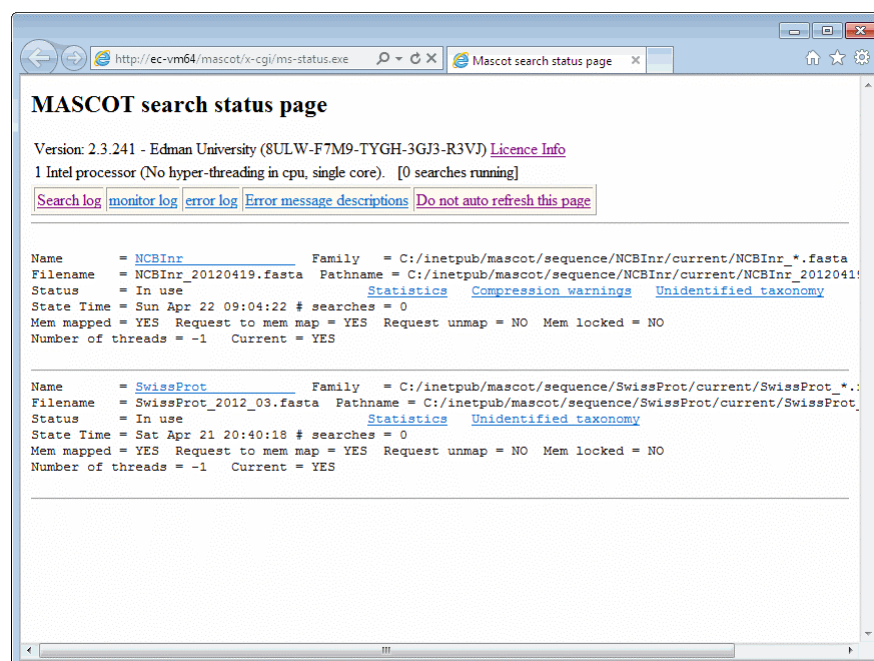 http://ec-vm64/mascot/x-cgi/ms-status.exe
Mascot search status page
MASCOT search status page
Version: 2.3.241 - Edman University (8ULW-F7M9-TYGH-3GJ3-R3VJ) Licence Info
1 Intel processor (No hyper-threading in cpu, single core). [0 searches running]
Search log monitor log error log Error message descriptions Do not auto refresh this page
Name = NCBInr Family = C:/inetpub/mascot/sequence/NCBInr/current/NCBInr_*.fasta
Filename = NCBInr_20120419.fasta Pathname = C:/inetpub/mascot/sequence/NCBInr/current/NCBInr_20120419
Status = In use Statistics Compression warnings Unidentified taxonomy
State Time = Sun Apr 22 09:04:22 # searches = 0
Mem mapped = YES Request to mem map = YES Request unmap = NO Mem locked = NO
Number of threads = -1 Current = YES
Name = SwissProt Family = C:/inetpub/mascot/sequence/SwissProt/current/SwissProt_*.
Filename = SwissProt_2012_03.fasta Pathname = C:/inetpub/mascot/sequence/SwissProt/current/SwissProt_
Status = In use Statistics Unidentified taxonomy
State Time = Sat Apr 21 20:40:18 # searches = 0
Mem mapped = YES Request to mem map = YES Request unmap = NO Mem locked = NO
Number of threads = -1 Current = YES